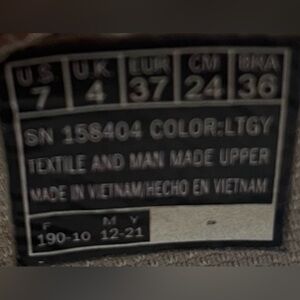 US UK EUR CM BRA
7 4 37 24 36
SN 158404 COLOR:LTGY
TEXTILE AND MAN MADE UPPER
MADE IN VIETNAM/HECHO EN VIETNAM
F M Y
190-10 12-21 -